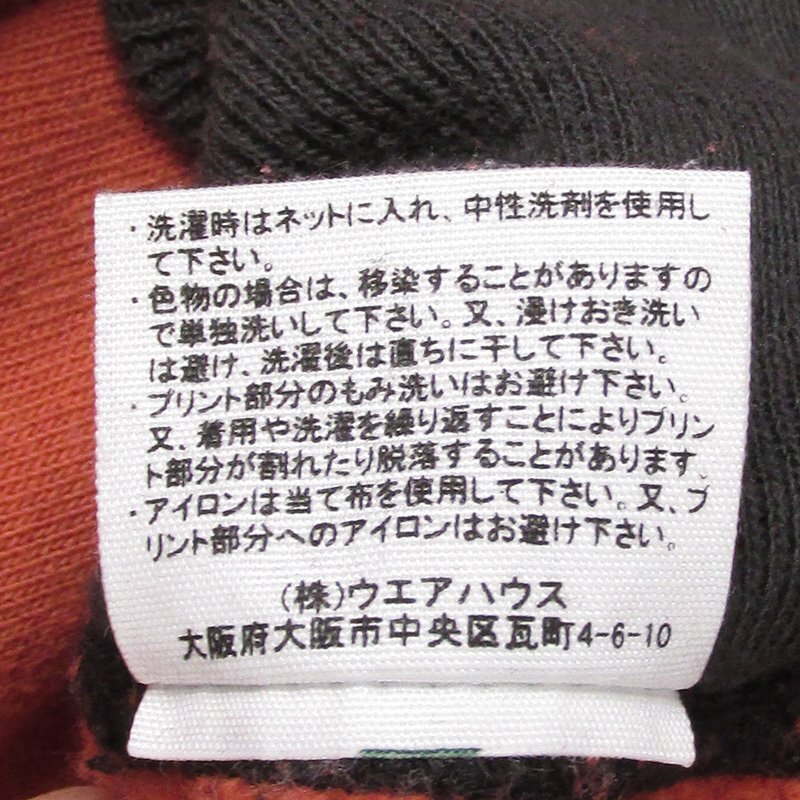 ・洗濯時はネットに入れ、中性洗剤を使用し
て下さい。
・色物の場合は、移染することがありますの
で単独洗いして下さい。又、漫けおき洗い
は避け、洗濯後は直ちに干して下さい。
・プリント部分のもみ洗いはお避け下さい。
又、着用や洗濯を繰り返すことによりプリン
ト部分が割れたり脱落することがあります。
・アイロンは当て布を使用して下さい。又、プ
リント部分へのアイロンはお避け下さい。
(株)ウエアハウス
大阪府大阪市中央区瓦町4-6-10